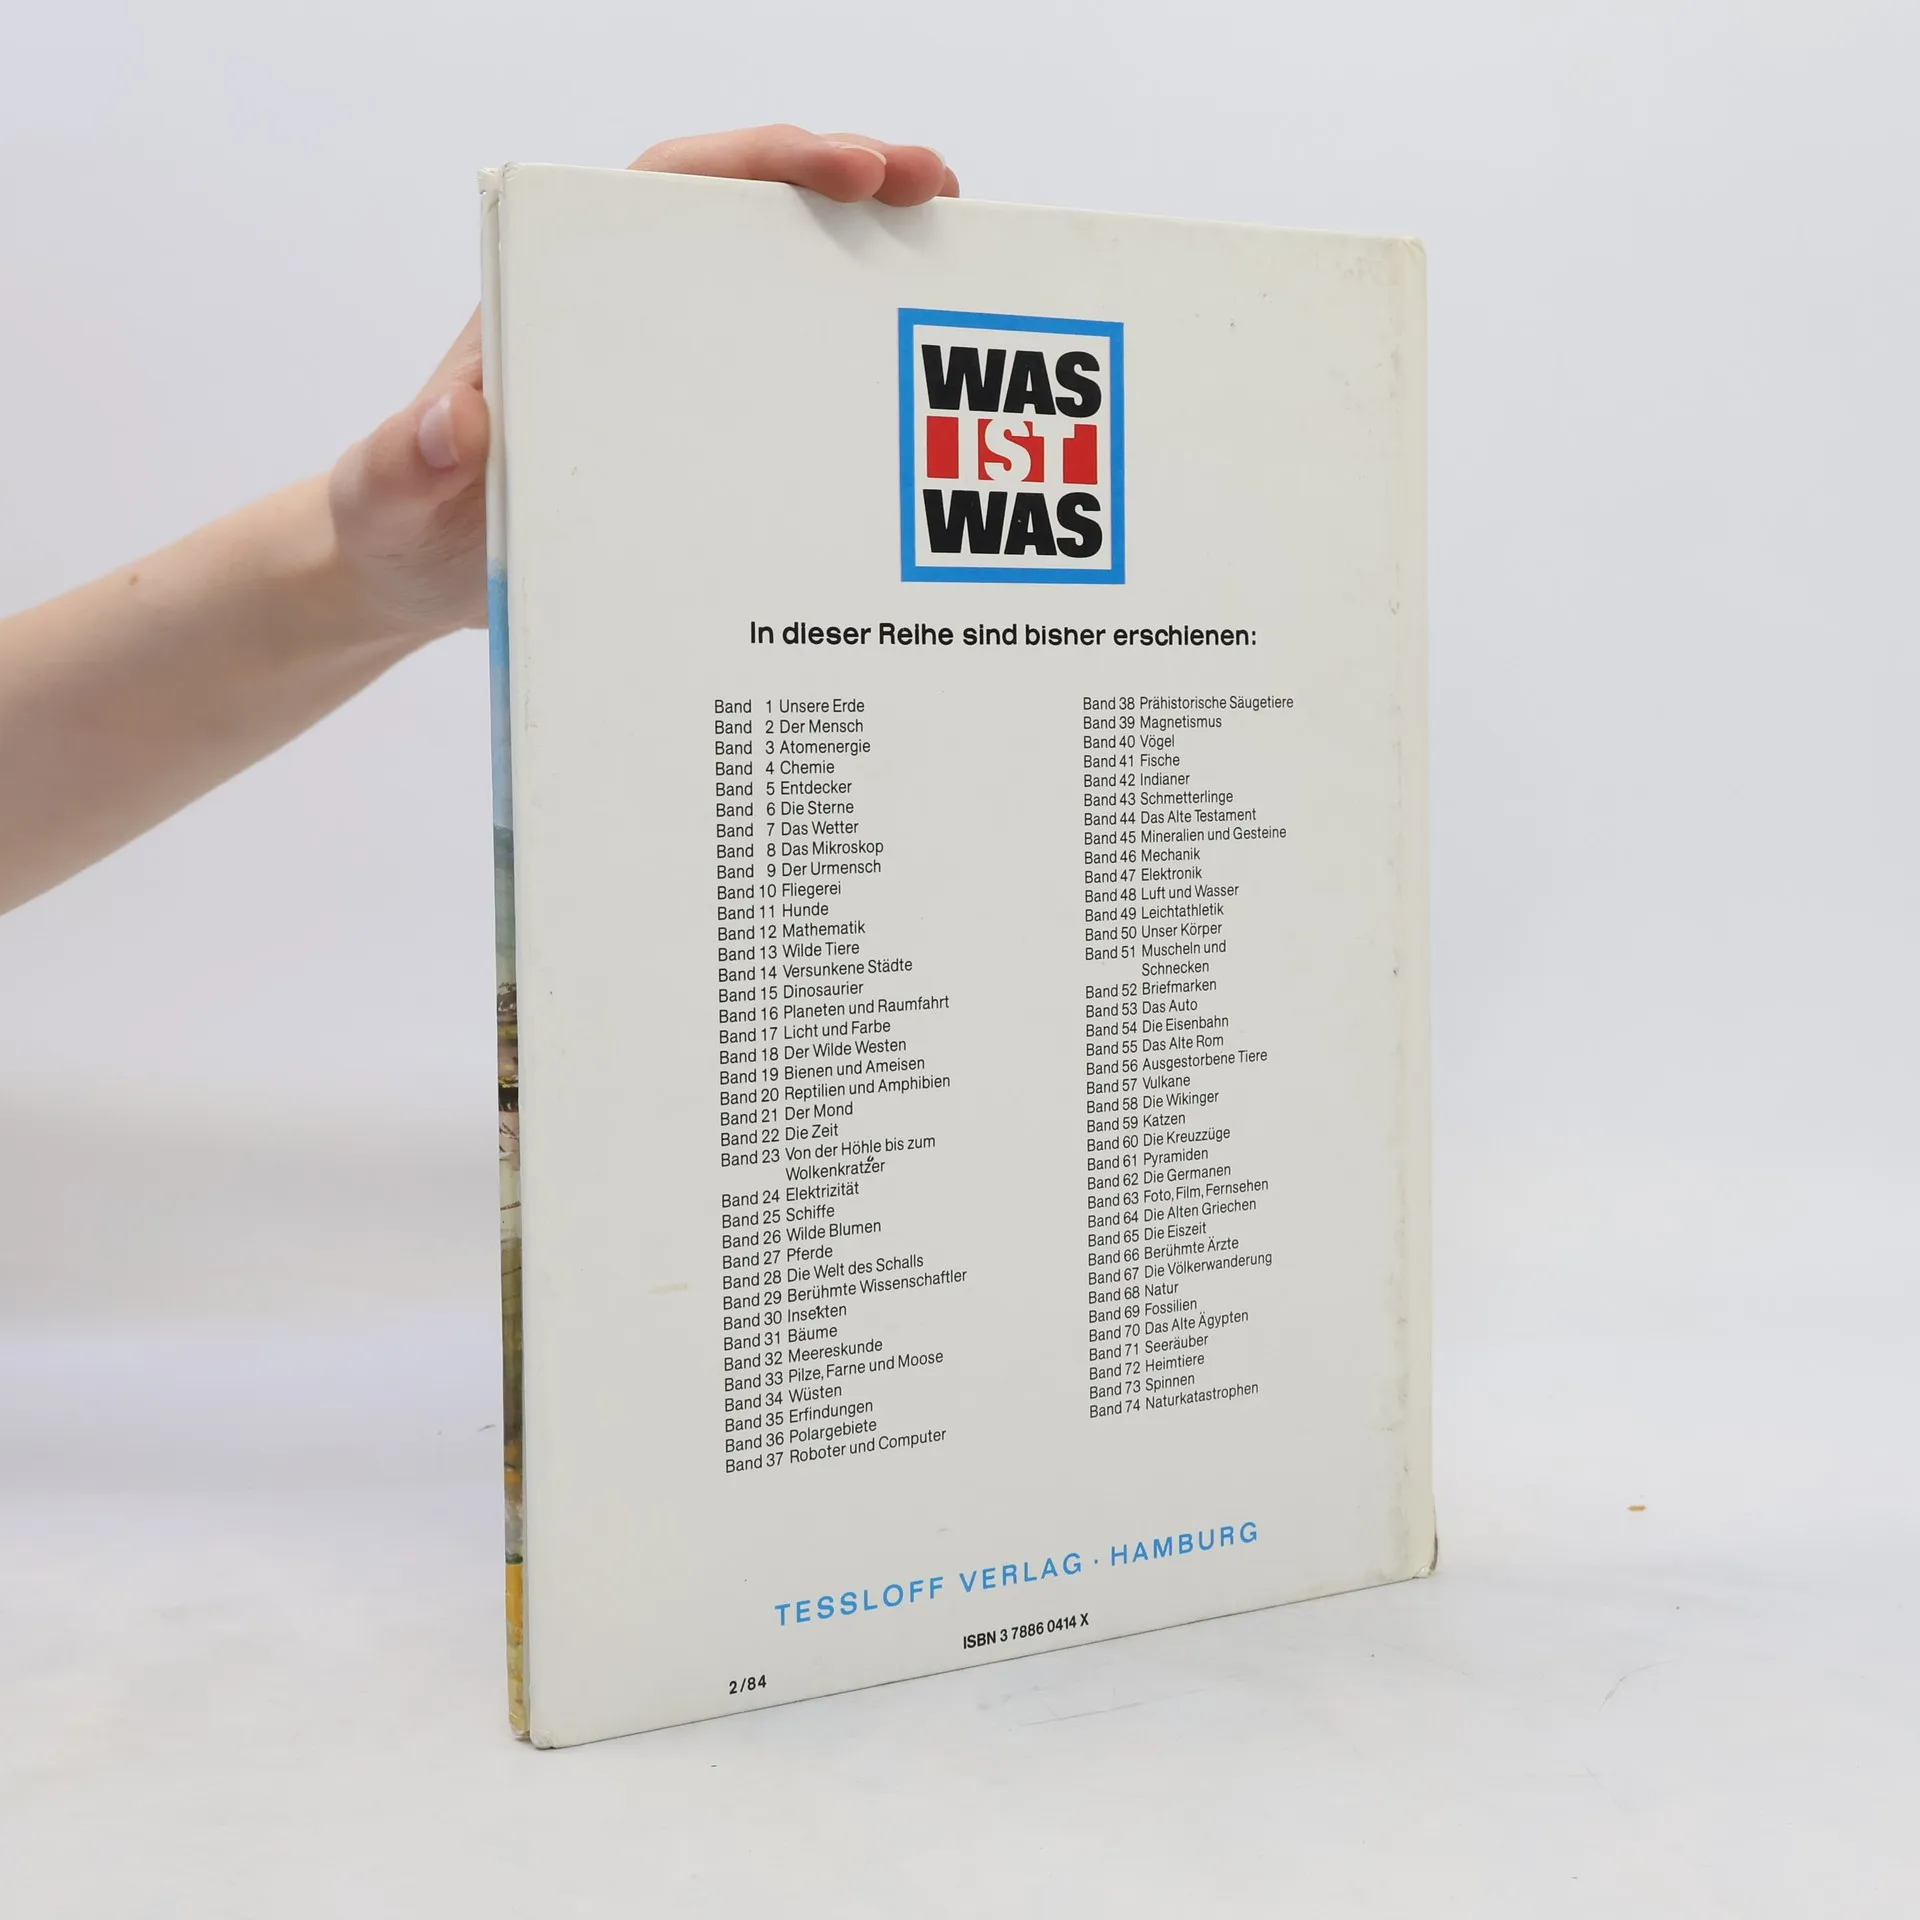 WAS
IST
WAS
In dieser Reihe sind bisher erschienen:
Band 1 Unsere Erde
Band 2 Der Mensch
Band 3 Atomenergie
Band 4 Chemie
Band 5 Entdecker
Band 6 Die Sterne
Band 7 Das Wetter
Band 8 Das Mikroskop
Band 9 Der Urmensch
Band 10 Fliegerei
Band 11 Hunde
Band 12 Mathematik
Band 13 Wilde Tiere
Band 14 Versunkene Städte
Band 15 Dinosaurier
Band 16 Planeten und Raumfahrt
Band 17 Licht und Farbe
Band 18 Der Wilde Westen
Band 19 Bienen und Ameisen
Band 20 Reptilien und Amphibien
Band 21 Der Mond
Band 22 Die Zeit
Band 23 Von der Höhle bis zum
Wolkenkratzer
Band 24 Elektrizität
Band 25 Schiffe
Band 26 Wilde Blumen
Band 27 Pferde
Band 28 Die Welt des Schalls
Band 29 Berühmte Wissenschaftler
Band 30 Insekten
Band 31 Bäume
Band 32 Meereskunde
Band 33 Pilze, Farne und Moose
Band 34 Wüsten
Band 35 Erfindungen
Band 36 Polargebiete
Band 37 Roboter und Computer
Band 38 Prähistorische Säugetiere
Band 39 Magnetismus
Band 40 Vögel
Band 41 Fische
Band 42 Indianer
Band 43 Schmetterlinge
Band 44 Das Alte Testament
Band 45 Mineralien und Gesteine
Band 46 Mechanik
Band 47 Elektronik
Band 48 Luft und Wasser
Band 49 Leichtathletik
Band 50 Unser Körper
Band 51 Muscheln und
Schnecken
Band 52 Briefmarken
Band 53 Das Auto
Band 54 Die Eisenbahn
Band 55 Das Alte Rom
Band 56 Ausgestorbene Tiere
Band 57 Vulkane
Band 58 Die Wikinger
Band 59 Katzen
Band 60 Die Kreuzzüge
Band 61 Pyramiden
Band 62 Die Germanen
Band 63 Foto, Film, Fernsehen
Band 64 Die Alten Griechen
Band 65 Die Eiszeit
Band 66 Berühmte Ärzte
Band 67 Die Völkerwanderung
Band 68 Natur
Band 69 Fossilien
Band 70 Das Alte Ägypten
Band 71 Seeräuber
Band 72 Heimtiere
Band 73 Spinnen
Band 74 Naturkatastrophen
TESSLOFF VERLAG · HAMBURG
ISBN 3 7886 0414 X
2/84